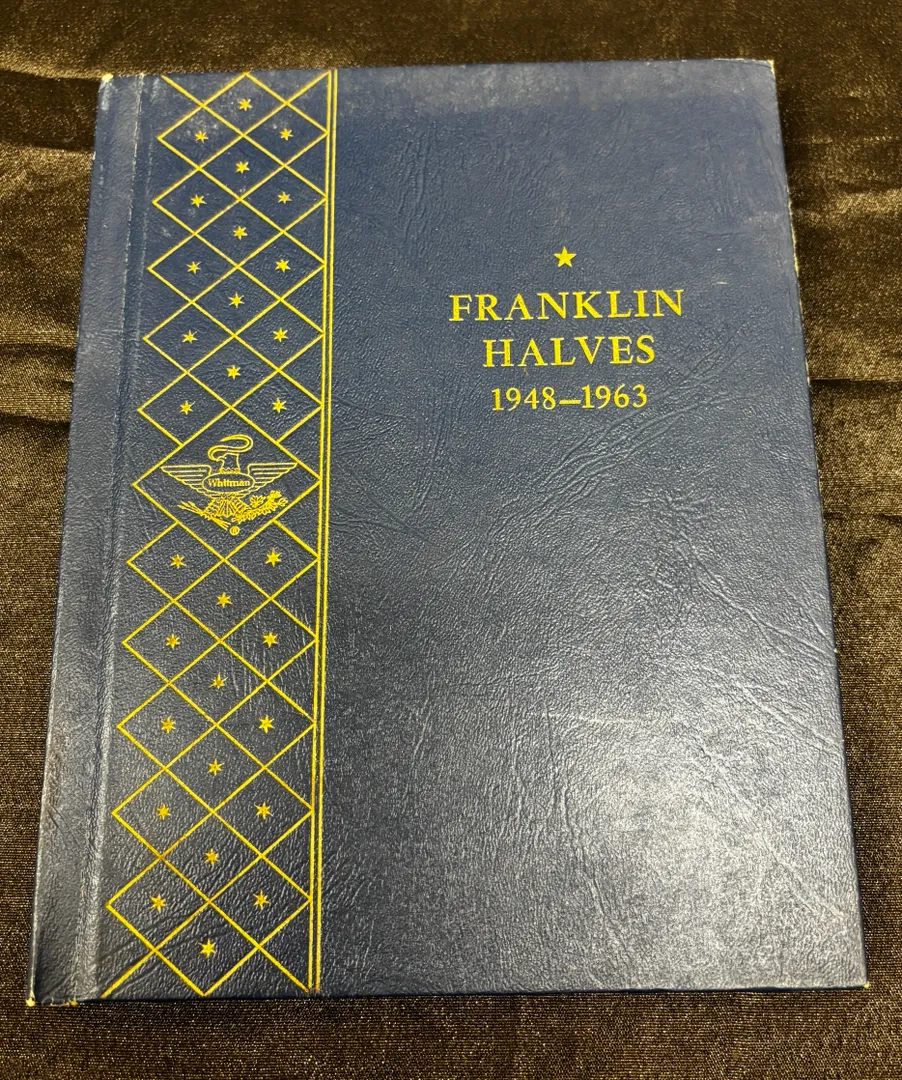 FRANKLIN
HALVES
1948–1963
Whitman
®